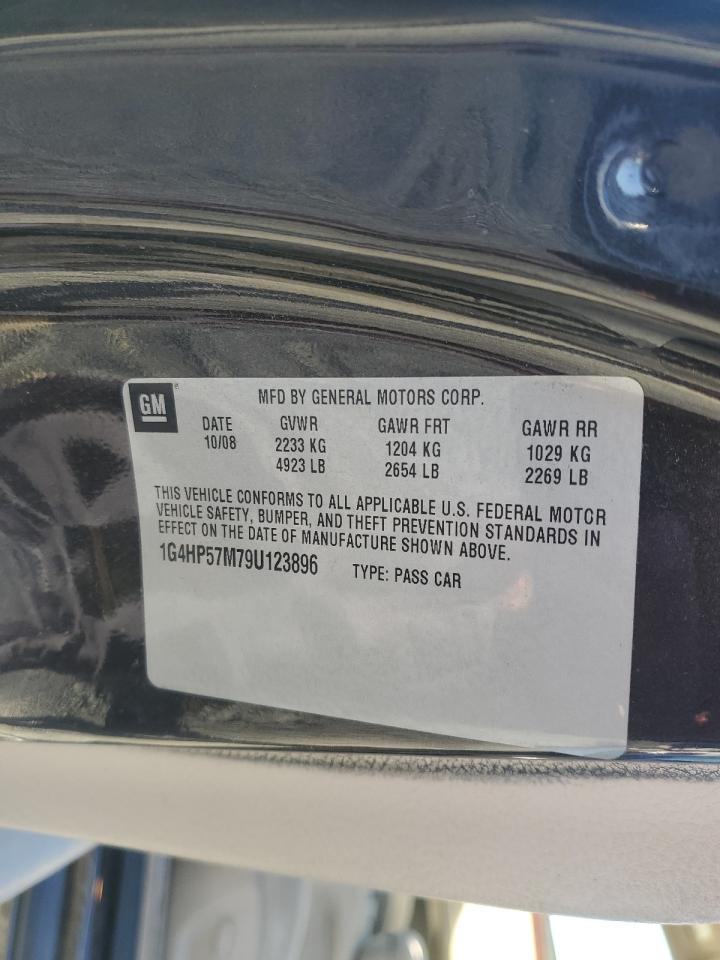 GM
MFD BY GENERAL MOTORS CORP.
DATE GVWR GAWR FRT GAWR RR
10/08 2233 KG 1204 KG 1029 KG
4923 LB 2654 LB 2269 LB
THIS VEHICLE CONFORMS TO ALL APPLICABLE U.S. FEDERAL MOTOR
VEHICLE SAFETY, BUMPER, AND THEFT PREVENTION STANDARDS IN
EFFECT ON THE DATE OF MANUFACTURE SHOWN ABOVE.
1G4HP57M79U123896 TYPE: PASS CAR